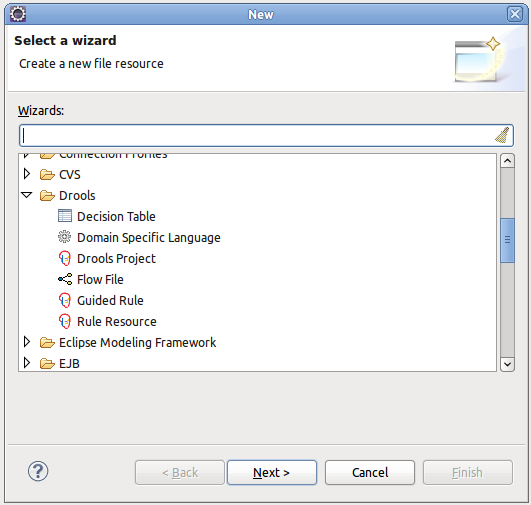 New
Select a wizard
Create a new file resource
Wizards:
Connection Profiles
CVS
Drools
Decision Table
Domain Specific Language
Drools Project
Flow File
Guided Rule
Rule Resource
Eclipse Modeling Framework
EJB
?
< Back
Next >
Cancel
Finish